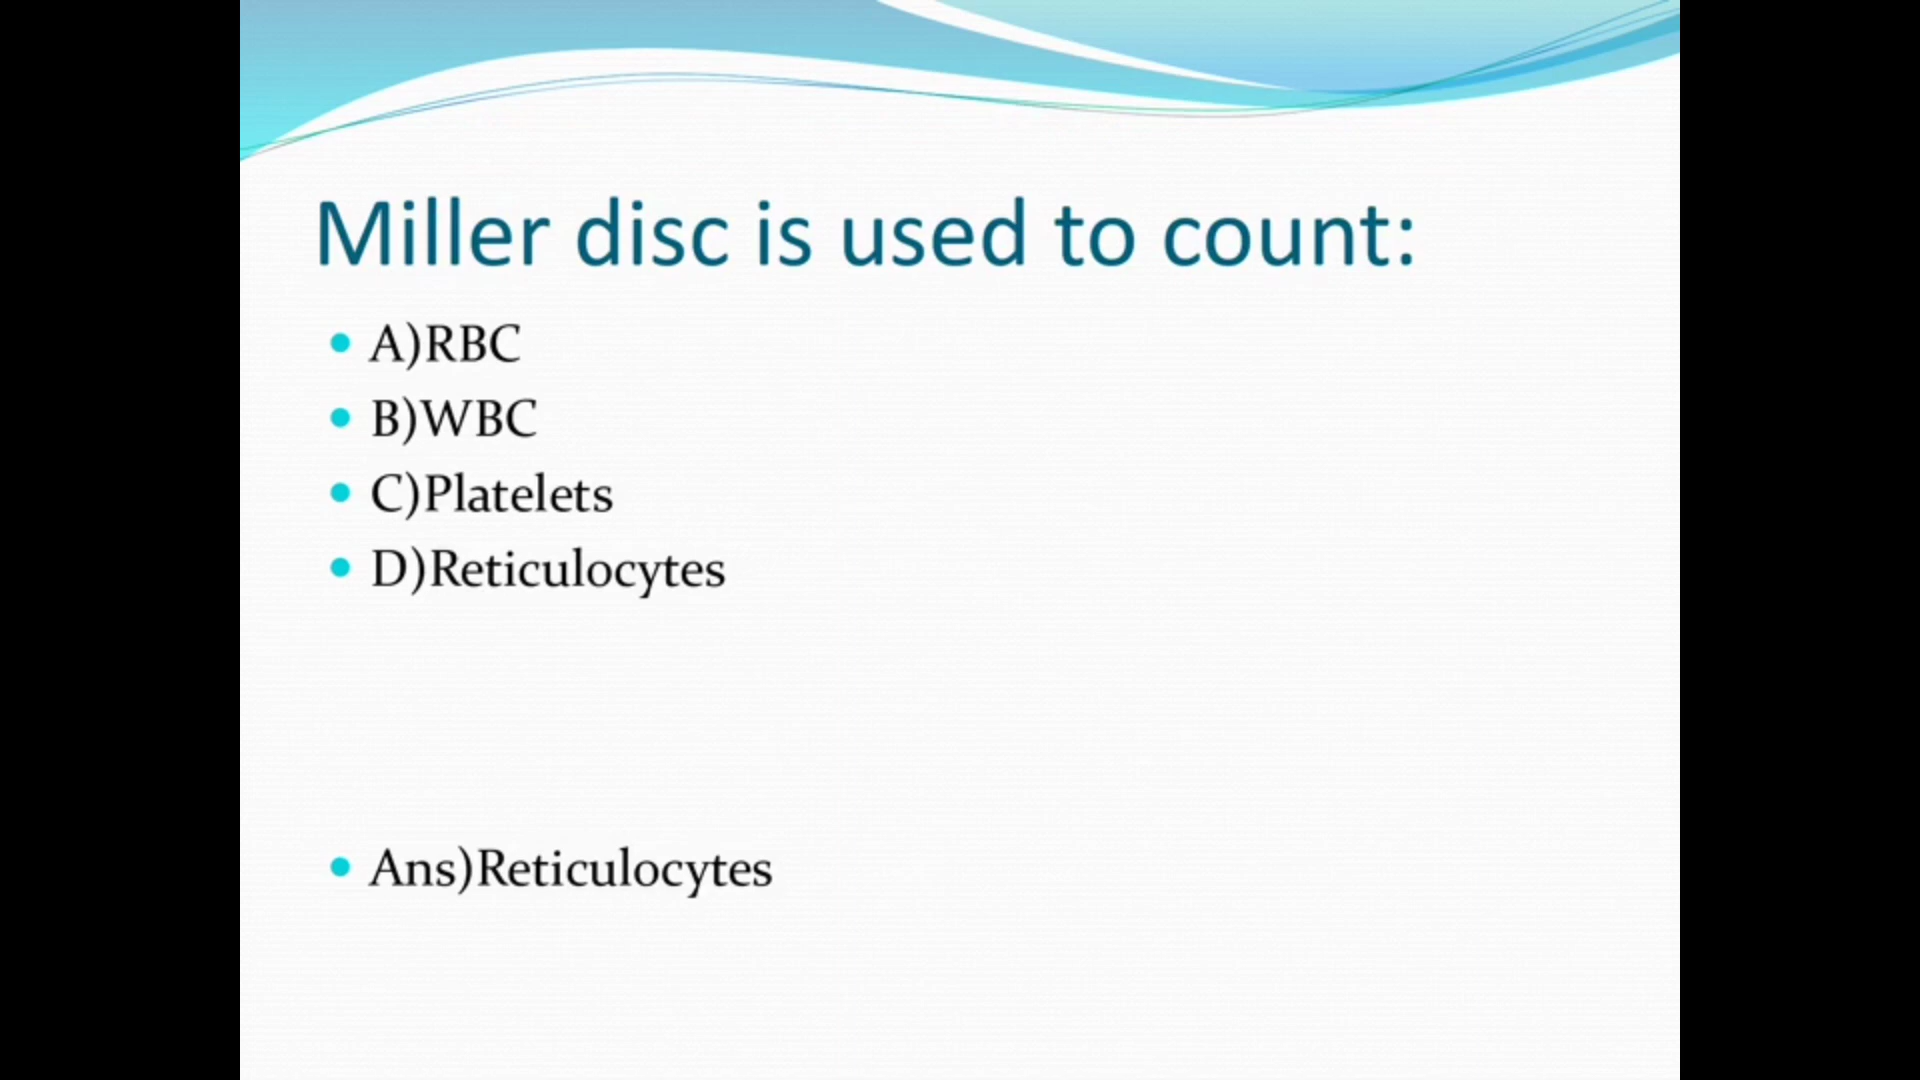 Miller disc is used to count:
A)RBC
B)WBC
C)Platelets
D)Reticulocytes
Ans)Reticulocytes